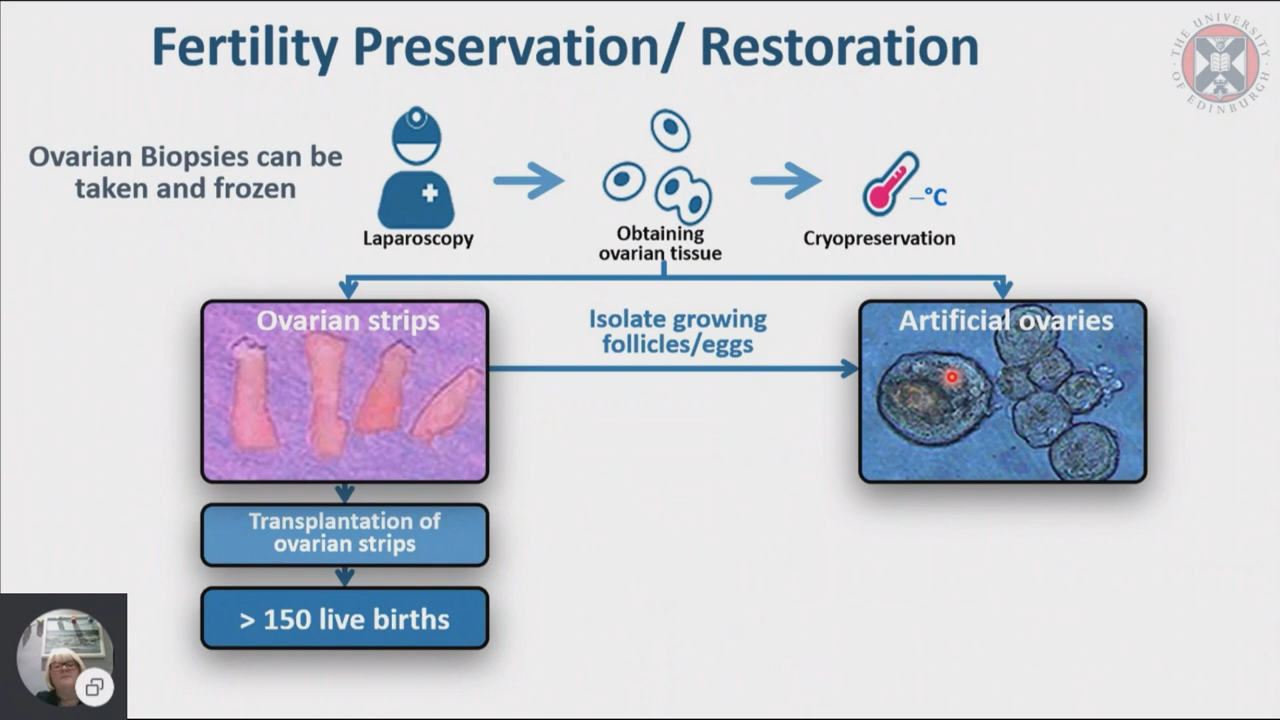 Fertility Preservation/ Restoration
THE UNIVERSITY OF EDINBURGH
Ovarian Biopsies can be
taken and frozen
Laparoscopy
Obtaining
ovarian tissue
–°C
Cryopreservation
Ovarian strips
Isolate growing
follicles/eggs
Artificial ovaries
Transplantation of
ovarian strips
> 150 live births